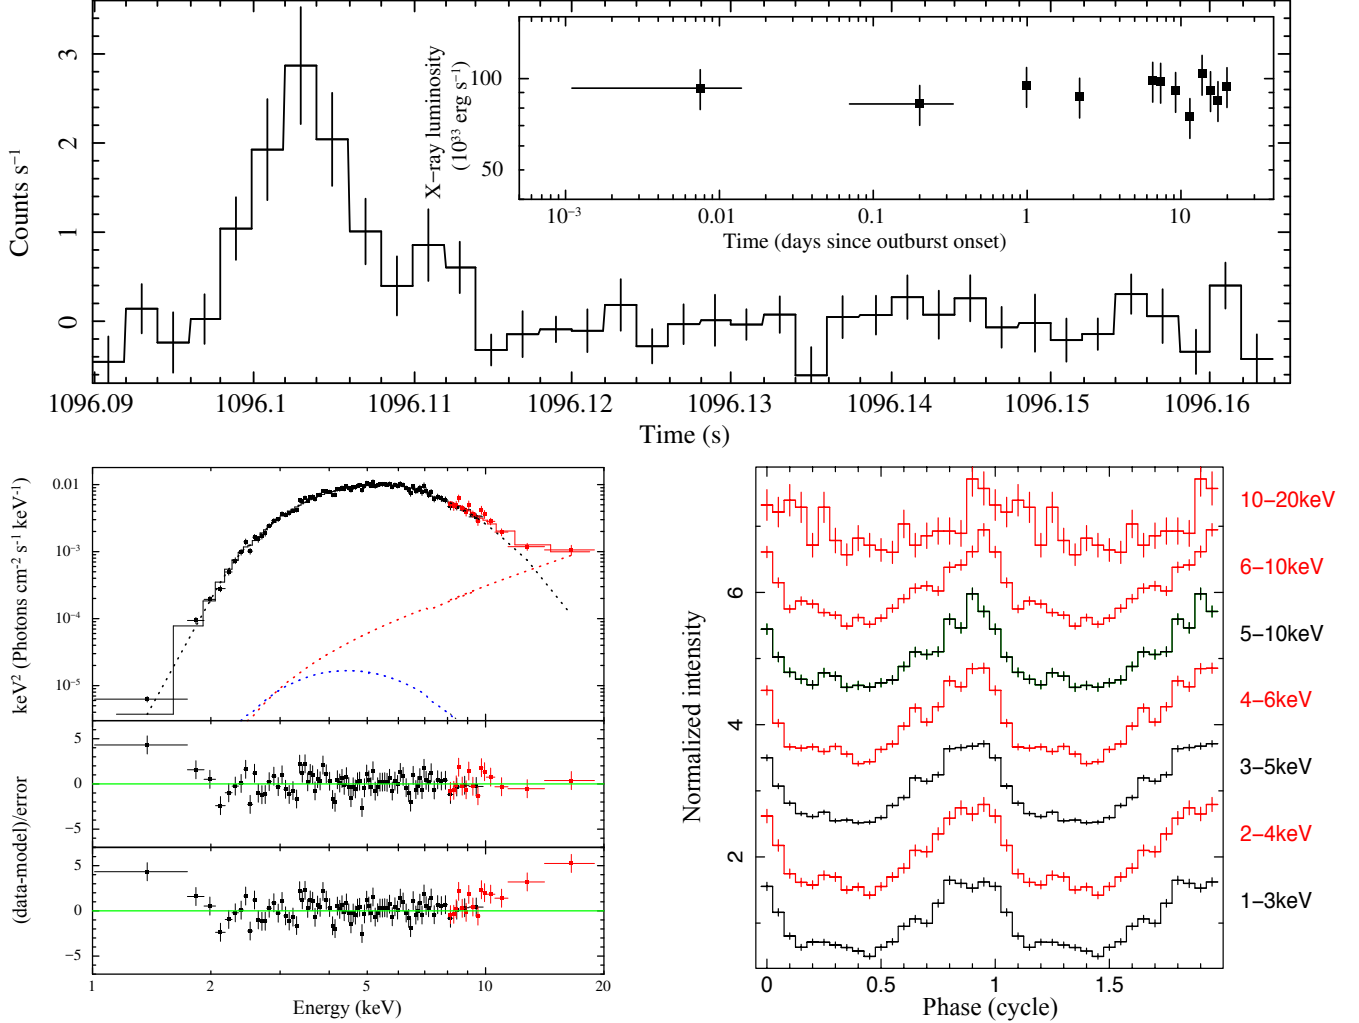 Counts s⁻¹
3
2
1
0
1096.09 1096.1 1096.11 1096.12 1096.13 1096.14 1096.15 1096.16
Time (s)
X−ray luminosity
(10³³ erg s⁻¹)
100
50
10⁻³ 0.01 0.1 1 10
Time (days since outburst onset)
keV² (Photons cm⁻² s⁻¹ keV⁻¹)
0.01
10⁻³
10⁻⁴
10⁻⁵
(data-model)/error
5
0
−5
5
0
−5
1 2 5 10 20
Energy (keV)
Normalized intensity
6
4
2
0 0.5 1 1.5
Phase (cycle)
10−20keV
6−10keV
5−10keV
4−6keV
3−5keV
2−4keV
1−3keV